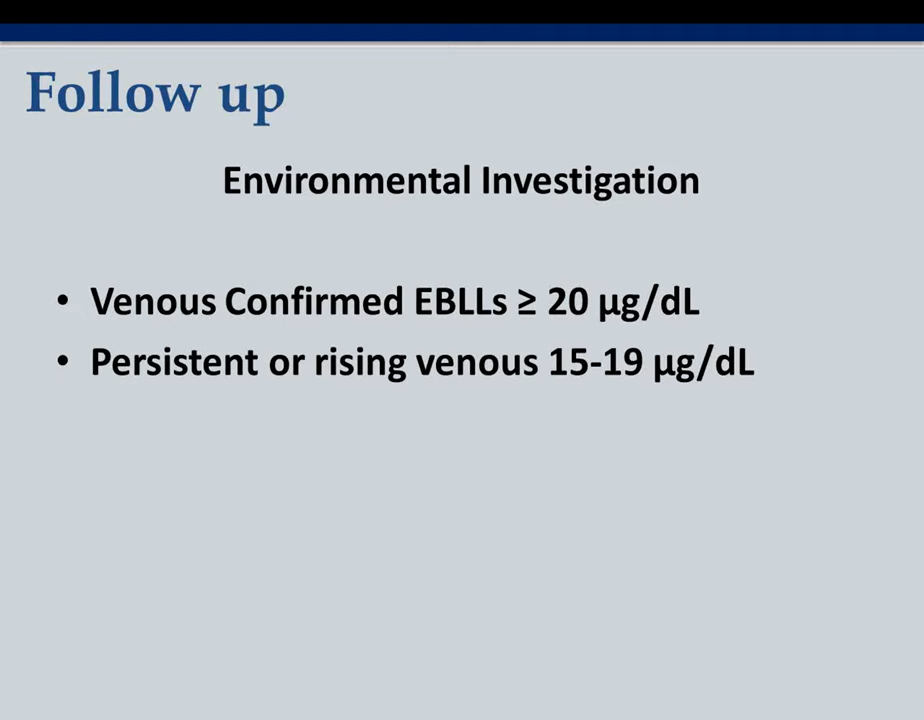 Follow up
Environmental Investigation
• Venous Confirmed EBLLs ≥ 20 µg/dL
• Persistent or rising venous 15-19 µg/dL